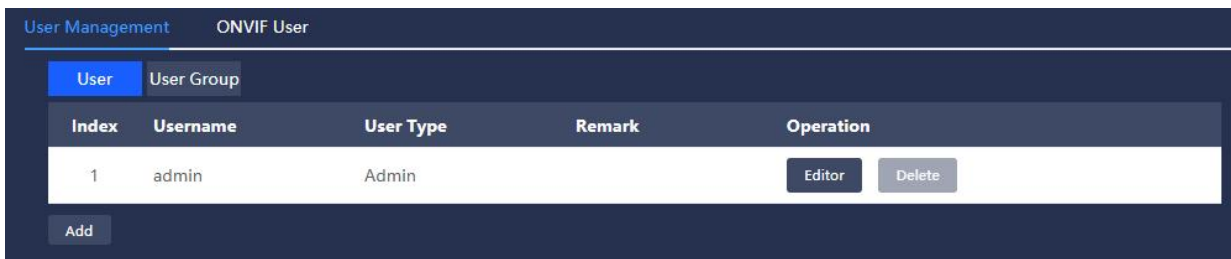 User Management ONVIF User
User User Group
Index Username User Type Remark Operation
1 admin Admin Editor Delete
Add